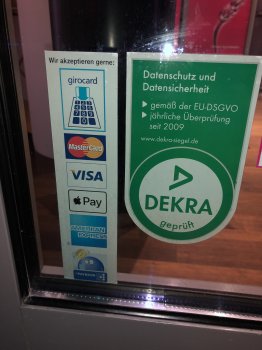 Wir akzeptieren gerne:
girocard
MasterCard
VISA
Pay
AMERICAN
EXPRESS
Datenschutz und
Datensicherheit
gemäß der EU-DSGVO
jährliche Überprüfung
seit 2009
www.dekra-siegel.de
DEKRA
geprüft